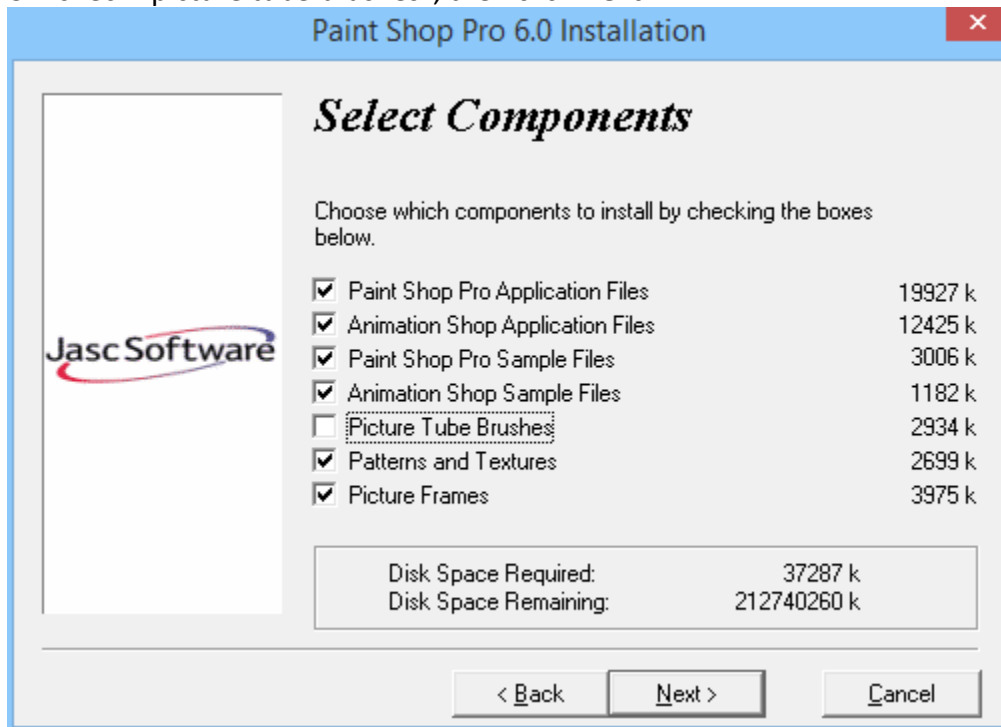 Paint Shop Pro 6.0 Installation
Select Components
Choose which components to install by checking the boxes
below.
Paint Shop Pro Application Files 19927 k
Animation Shop Application Files 12425 k
Paint Shop Pro Sample Files 3006 k
Animation Shop Sample Files 1182 k
Picture Tube Brushes 2934 k
Patterns and Textures 2699 k
Picture Frames 3975 k
Jasc Software
Disk Space Required: 37287 k
Disk Space Remaining: 212740260 k
< Back Next > Cancel